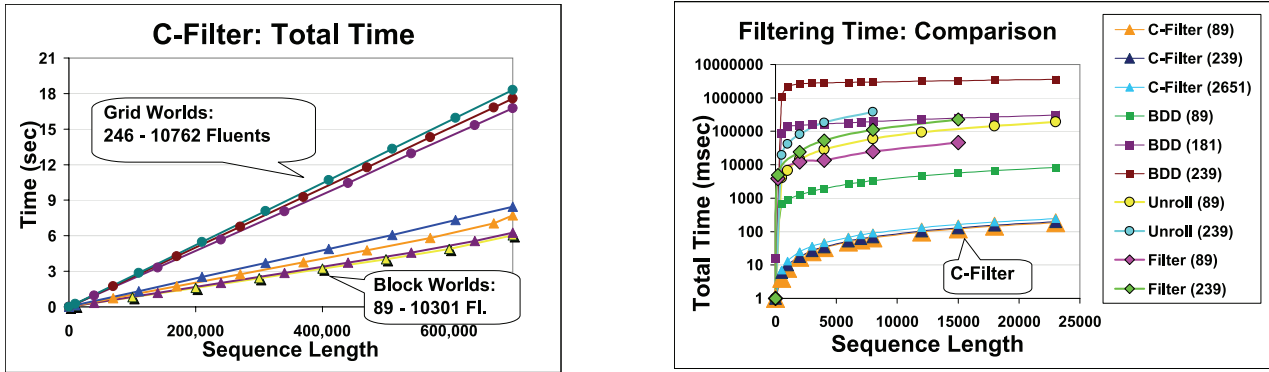 C-Filter: Total Time
Time (sec)
21
18
15
12
9
6
3
0
Grid Worlds:
246 - 10762 Fluents
Block Worlds:
89 - 10301 Fl.
0
200,000
400,000
600,000
Sequence Length
Filtering Time: Comparison
Total Time (msec)
10000000
1000000
100000
10000
1000
100
10
1
C-Filter
0
5000
10000
15000
20000
25000
Sequence Length
C-Filter (89)
C-Filter (239)
C-Filter (2651)
BDD (89)
BDD (181)
BDD (239)
Unroll (89)
Unroll (239)
Filter (89)
Filter (239)